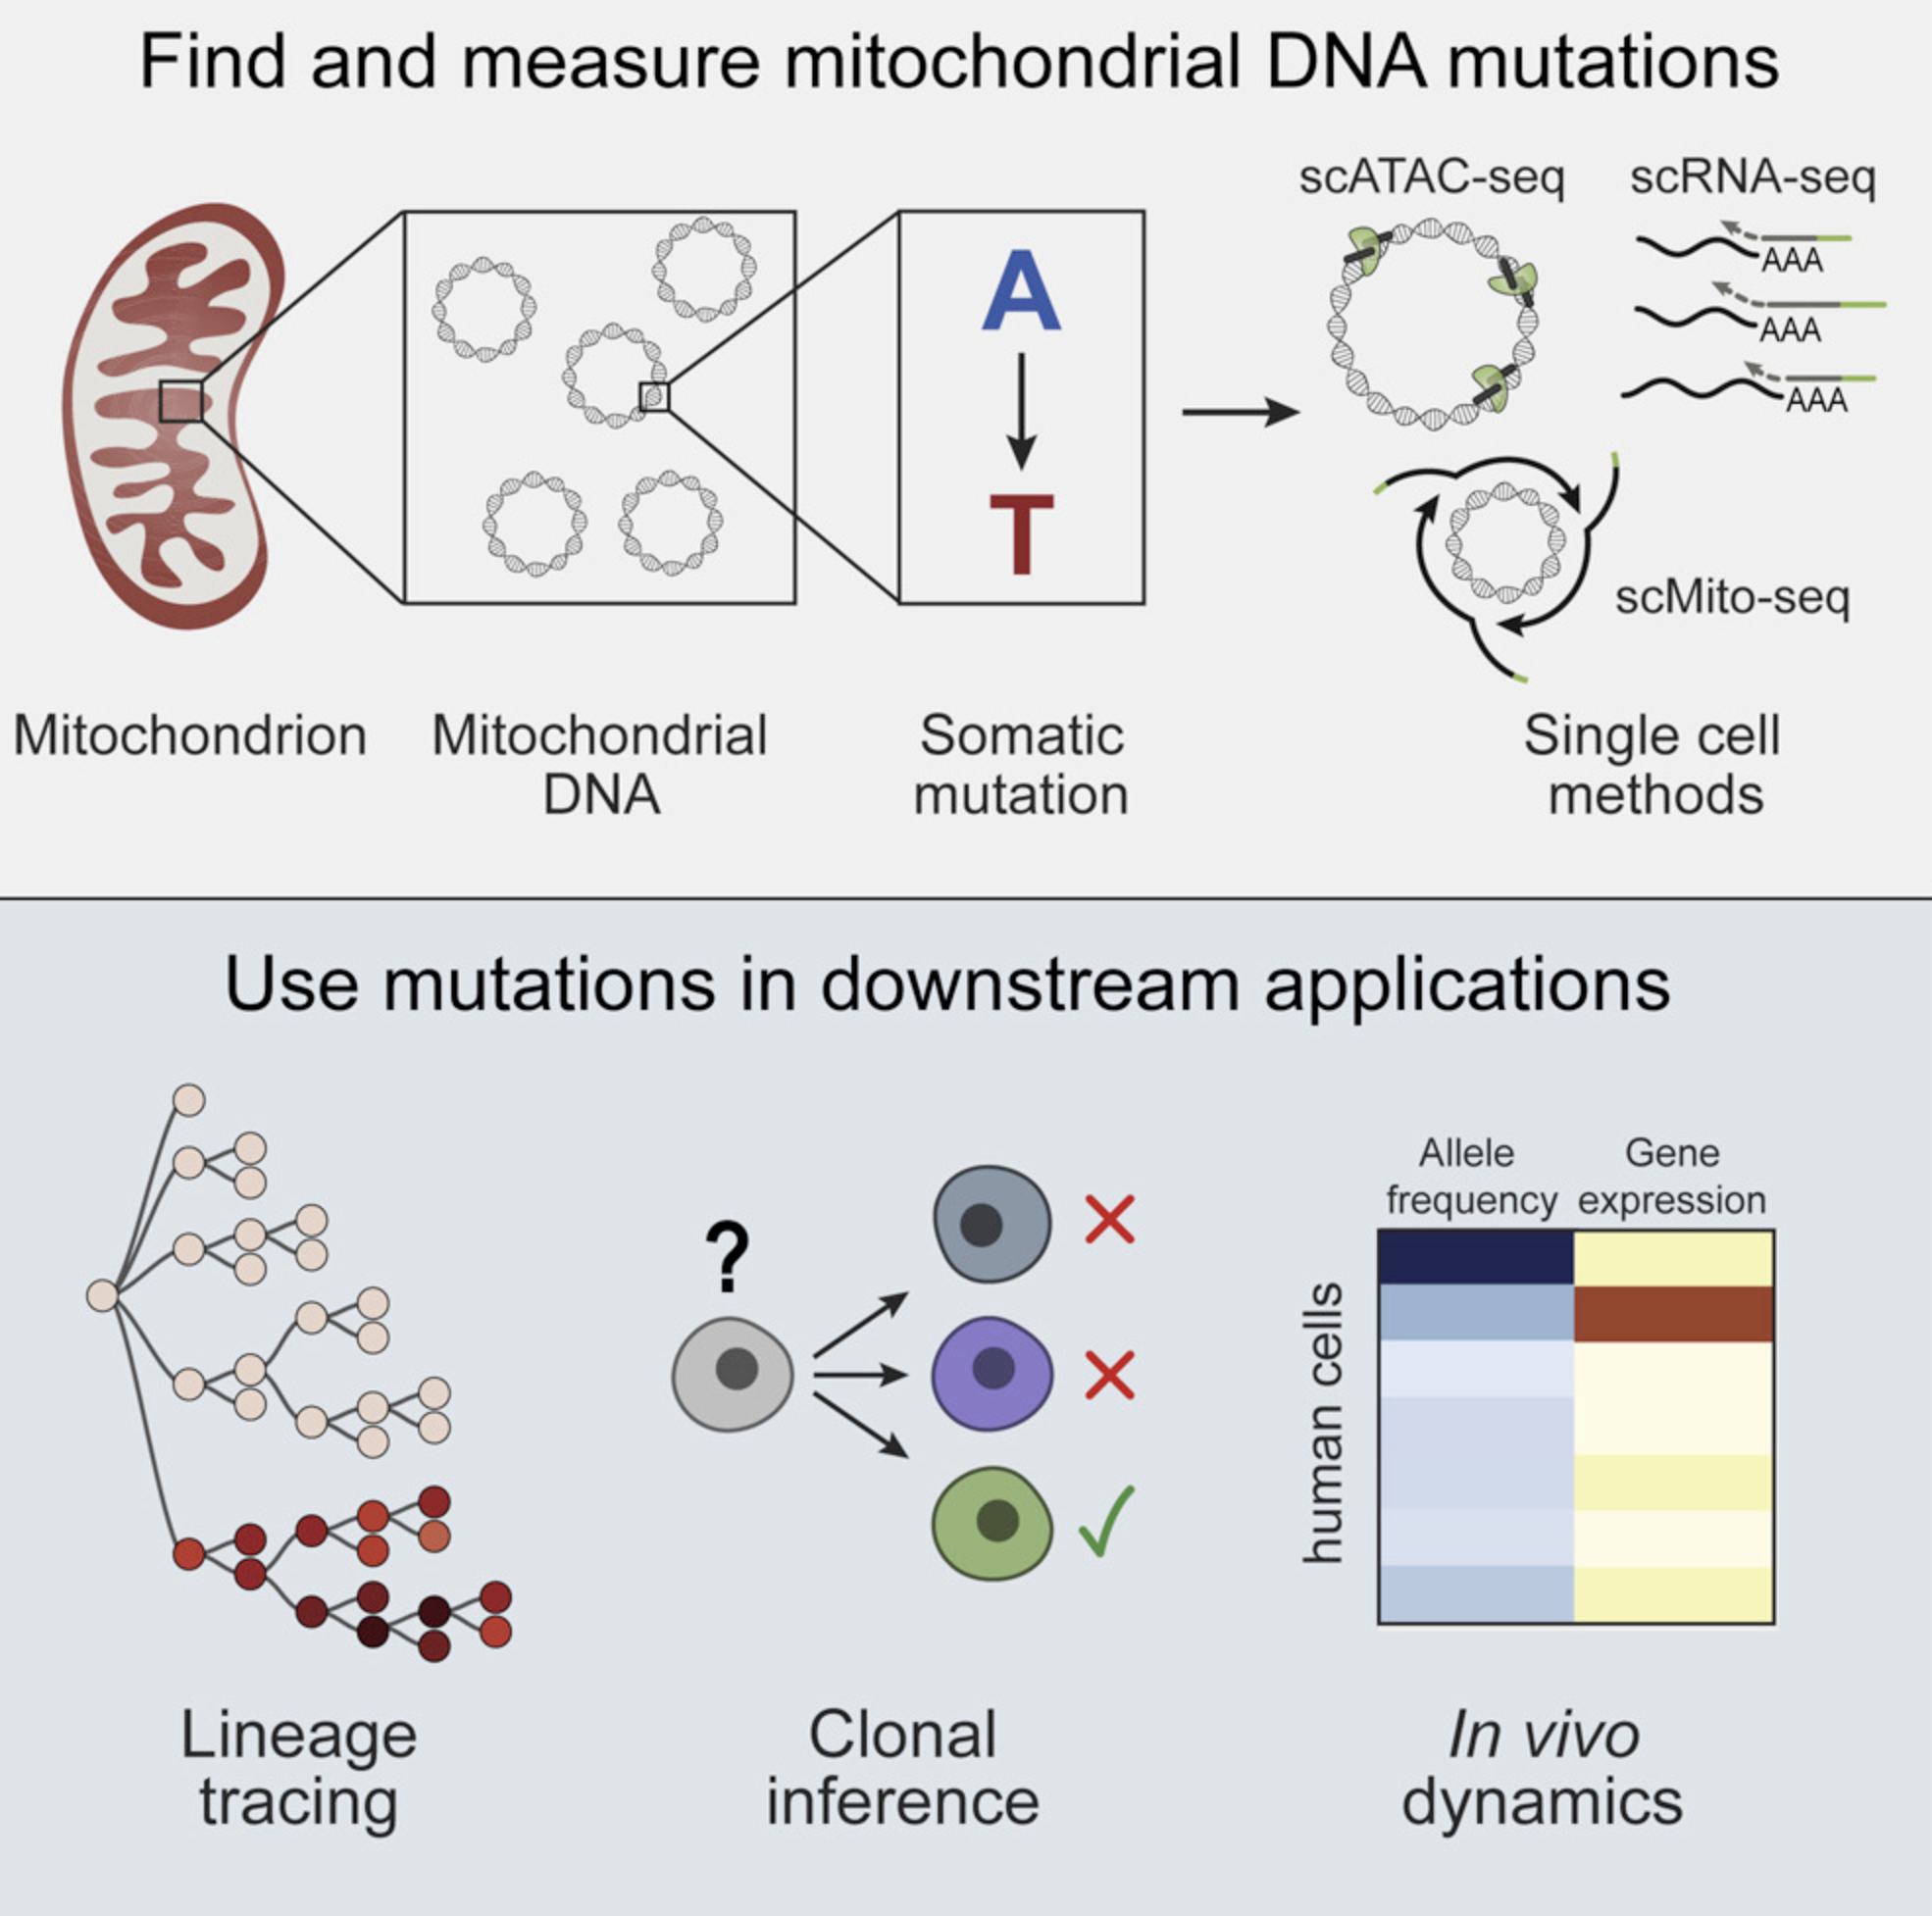 Find and measure mitochondrial DNA mutations
scATAC-seq
scRNA-seq
A
T
AAA
AAA
AAA
scMito-seq
Mitochondrion
Mitochondrial
DNA
Somatic
mutation
Single cell
methods
Use mutations in downstream applications
?
Allele
frequency
Gene
expression
human cells
Lineage
tracing
Clonal
inference
In vivo
dynamics